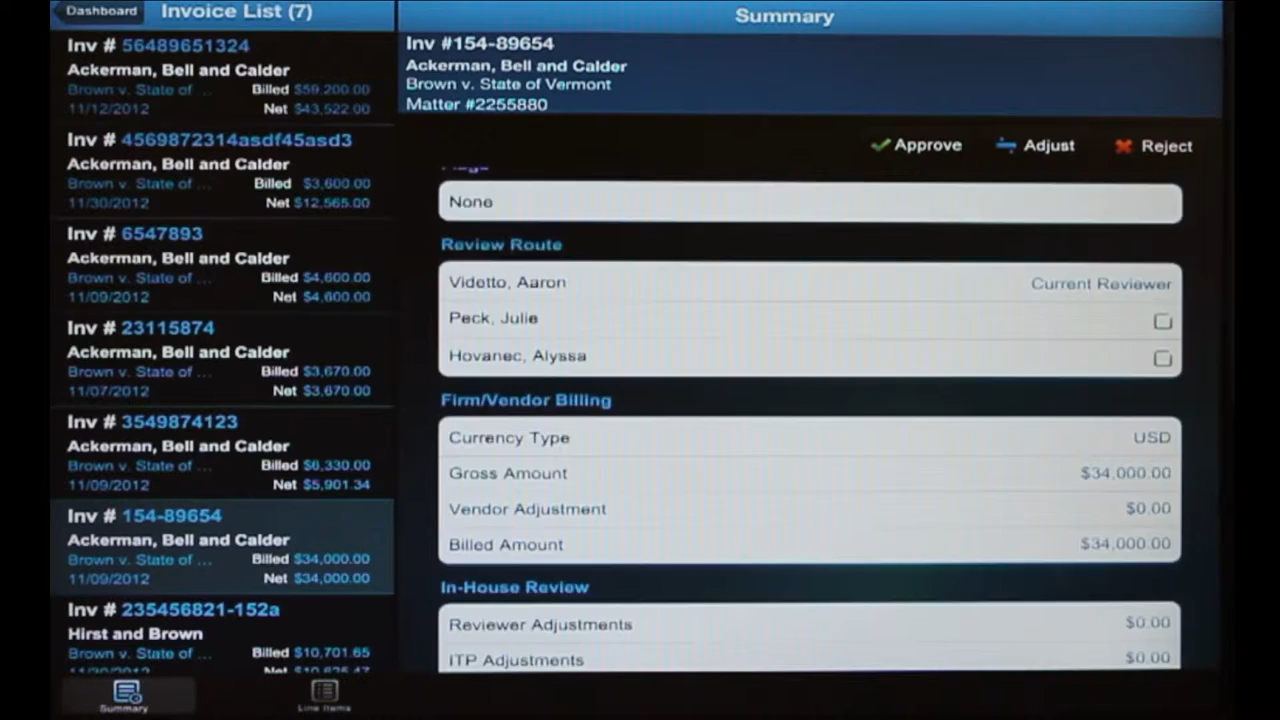 Dashboard
Invoice List (7)
Inv # 56489651324
Ackerman, Bell and Calder
Brown v. State of ... Billed $59,200.00
11/12/2012 Net $43,522.00
Inv # 4569872314asdf45asd3
Ackerman, Bell and Calder
Brown v. State of ... Billed $3,600.00
11/30/2012 Net $12,565.00
Inv # 6547893
Ackerman, Bell and Calder
Brown v. State of ... Billed $4,600.00
11/09/2012 Net $4,600.00
Inv # 23115874
Ackerman, Bell and Calder
Brown v. State of ... Billed $3,670.00
11/07/2012 Net $3,670.00
Inv # 3549874123
Ackerman, Bell and Calder
Brown v. State of ... Billed $6,330.00
11/09/2012 Net $5,901.34
Inv # 154-89654
Ackerman, Bell and Calder
Brown v. State of ... Billed $34,000.00
11/09/2012 Net $34,000.00
Inv # 235456821-152a
Hirst and Brown
Brown v. State of ... Billed $10,701.65
Summary
Line Items
Summary
Inv #154-89654
Ackerman, Bell and Calder
Brown v. State of Vermont
Matter #2255880
Approve Adjust Reject
None
Review Route
Videtto, Aaron Current Reviewer
Peck, Julie
Hovanec, Alyssa
Firm/Vendor Billing
Currency Type USD
Gross Amount $34,000.00
Vendor Adjustment $0.00
Billed Amount $34,000.00
In-House Review
Reviewer Adjustments $0.00
ITP Adjustments $0.00